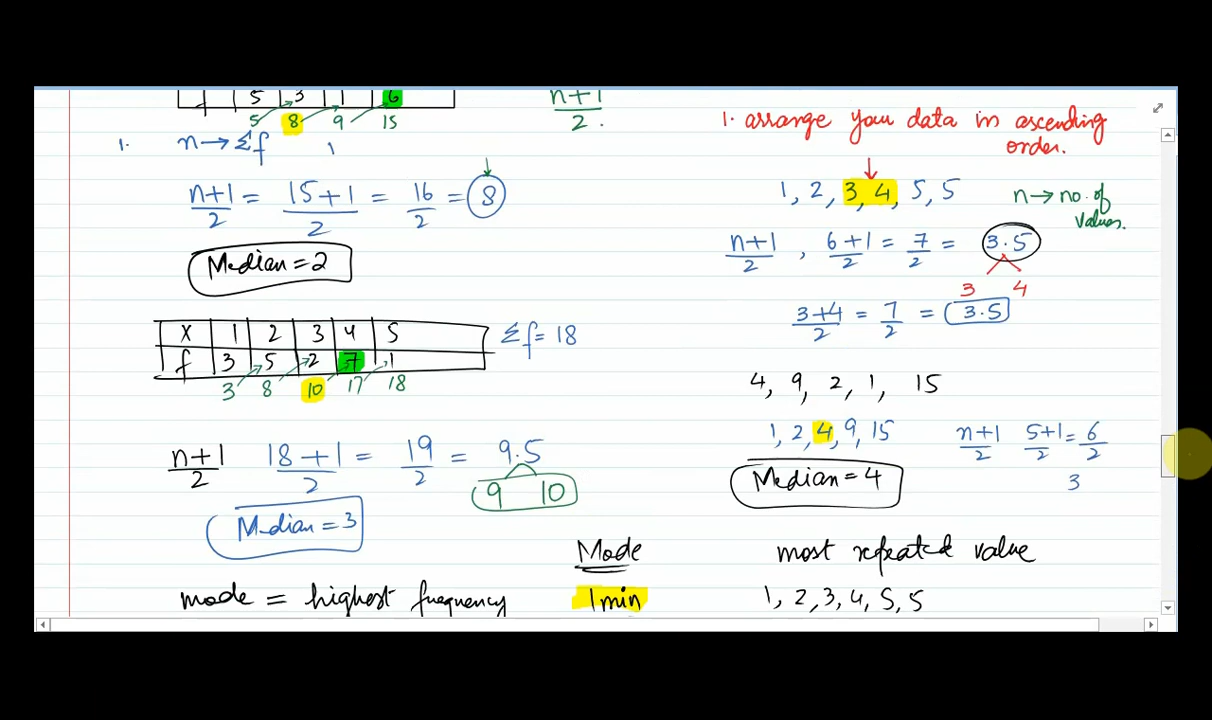 f 5 3 1 6
5 8 9 15
n+1
2.
1. n→Σf 1
n+1/2 = 15+1/2 = 16/2 = 8
Median = 2
X 1 2 3 4 5
f 3 5 2 7 1
Σf = 18
3 8 10 17 18
n+1/2 18+1/2 = 19/2 = 9.5
9 10
Median = 3
Mode
mode = highest frequency
1min
1. arrange your data in ascending
order.
1, 2, 3, 4, 5, 5
n→no. of
values.
n+1/2 , 6+1/2 = 7/2 = 3.5
3 4
3+4/2 = 7/2 = 3.5
4, 9, 2, 1, 15
1, 2, 4, 9, 15
n+1/2 5+1/2 = 6/2
3
Median = 4
most repeated value
1, 2, 3, 4, 5, 5